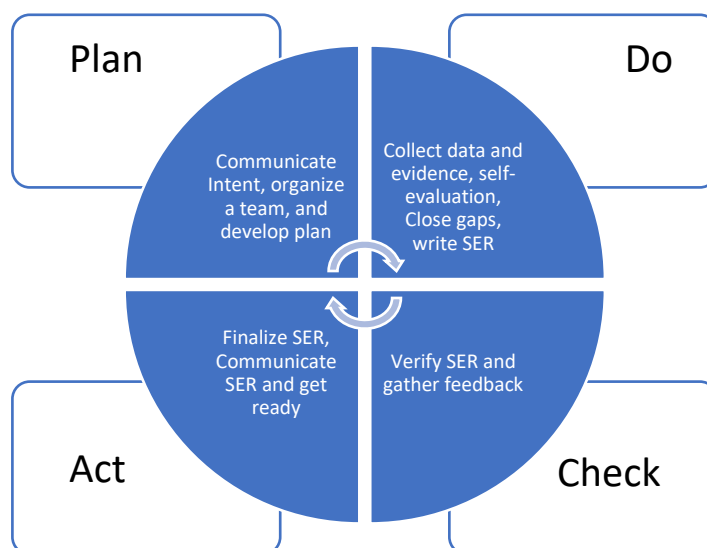 Plan
Do
Communicate
Intent, organize
a team, and
develop plan
Collect data and
evidence, self-
evaluation,
Close gaps,
write SER
Finalize SER,
Communicate
SER and get
ready
Verify SER and
gather feedback
Act
Check